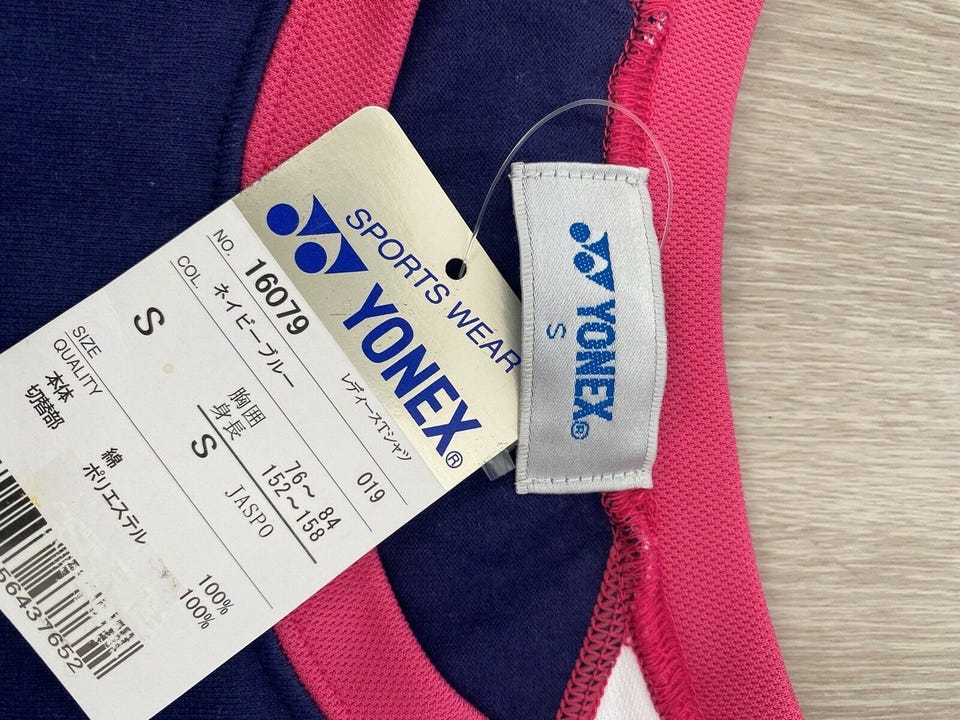 SPORTS WEAR
YONEX®
NO. 16079 レディースTシャツ
COL ネイビーブルー 019
S 胸囲 76～84
身長 152～158
SIZE S JASPO
QUALITY
本体 綿 100%
切替部 ポリエステル 100%
56437652
YONEX®
S